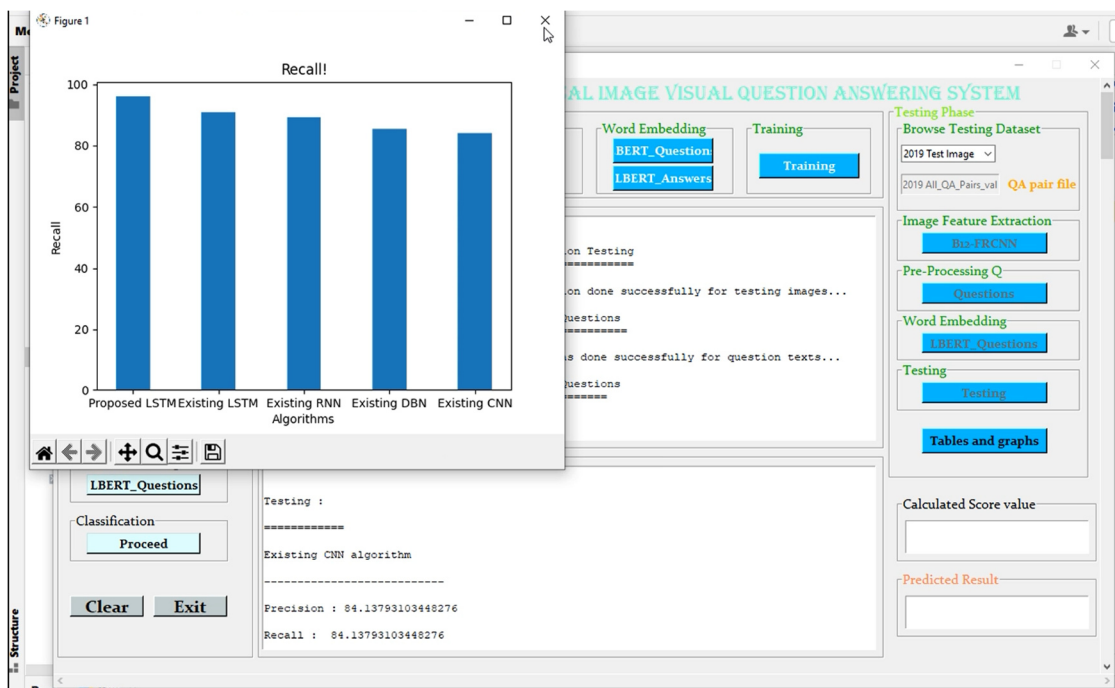 Figure 1
Recall!
100
80
60
40
20
0
Recall
Proposed LSTM Existing LSTM Existing RNN Existing DBN Existing CNN
Algorithms
Project
Structure
AL IMAGE VISUAL QUESTION ANSWERING SYSTEM
Word Embedding
BERT_Question
LBERT_Answers
Training
Training
Testing Phase
Browse Testing Dataset
2019 Test Image
2019 All_QA_Pairs_val QA pair file
Image Feature Extraction
B12-FRCNN
Pre-Processing Q
Questions
Word Embedding
LBERT_Questions
Testing
Testing
Tables and graphs
Calculated Score value
Predicted Result
on Testing
===========
on done successfully for testing images...
Questions
==========
s done successfully for question texts...
Questions
=======
LBERT_Questions
Classification
Proceed
Clear Exit
Testing :
============
Existing CNN algorithm
---------------------------
Precision : 84.13793103448276
Recall : 84.13793103448276